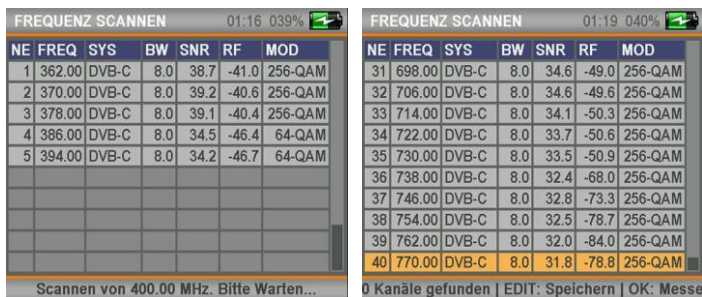 FREQUENZ SCANNEN 01:16 039%
NE FREQ SYS BW SNR RF MOD
1 362.00 DVB-C 8.0 38.7 -41.0 256-QAM
2 370.00 DVB-C 8.0 39.2 -40.6 256-QAM
3 378.00 DVB-C 8.0 39.1 -40.4 256-QAM
4 386.00 DVB-C 8.0 34.5 -46.4 64-QAM
5 394.00 DVB-C 8.0 34.2 -46.7 64-QAM
Scannen von 400.00 MHz. Bitte Warten...
FREQUENZ SCANNEN 01:19 040%
NE FREQ SYS BW SNR RF MOD
31 698.00 DVB-C 8.0 34.6 -49.0 256-QAM
32 706.00 DVB-C 8.0 34.6 -49.6 256-QAM
33 714.00 DVB-C 8.0 34.1 -50.3 256-QAM
34 722.00 DVB-C 8.0 33.7 -50.6 256-QAM
35 730.00 DVB-C 8.0 33.5 -50.9 256-QAM
36 738.00 DVB-C 8.0 32.4 -68.0 256-QAM
37 746.00 DVB-C 8.0 32.8 -73.3 256-QAM
38 754.00 DVB-C 8.0 32.5 -78.7 256-QAM
39 762.00 DVB-C 8.0 32.0 -84.0 256-QAM
40 770.00 DVB-C 8.0 31.8 -78.8 256-QAM
0 Kanäle gefunden | EDIT: Speichern | OK: Messe